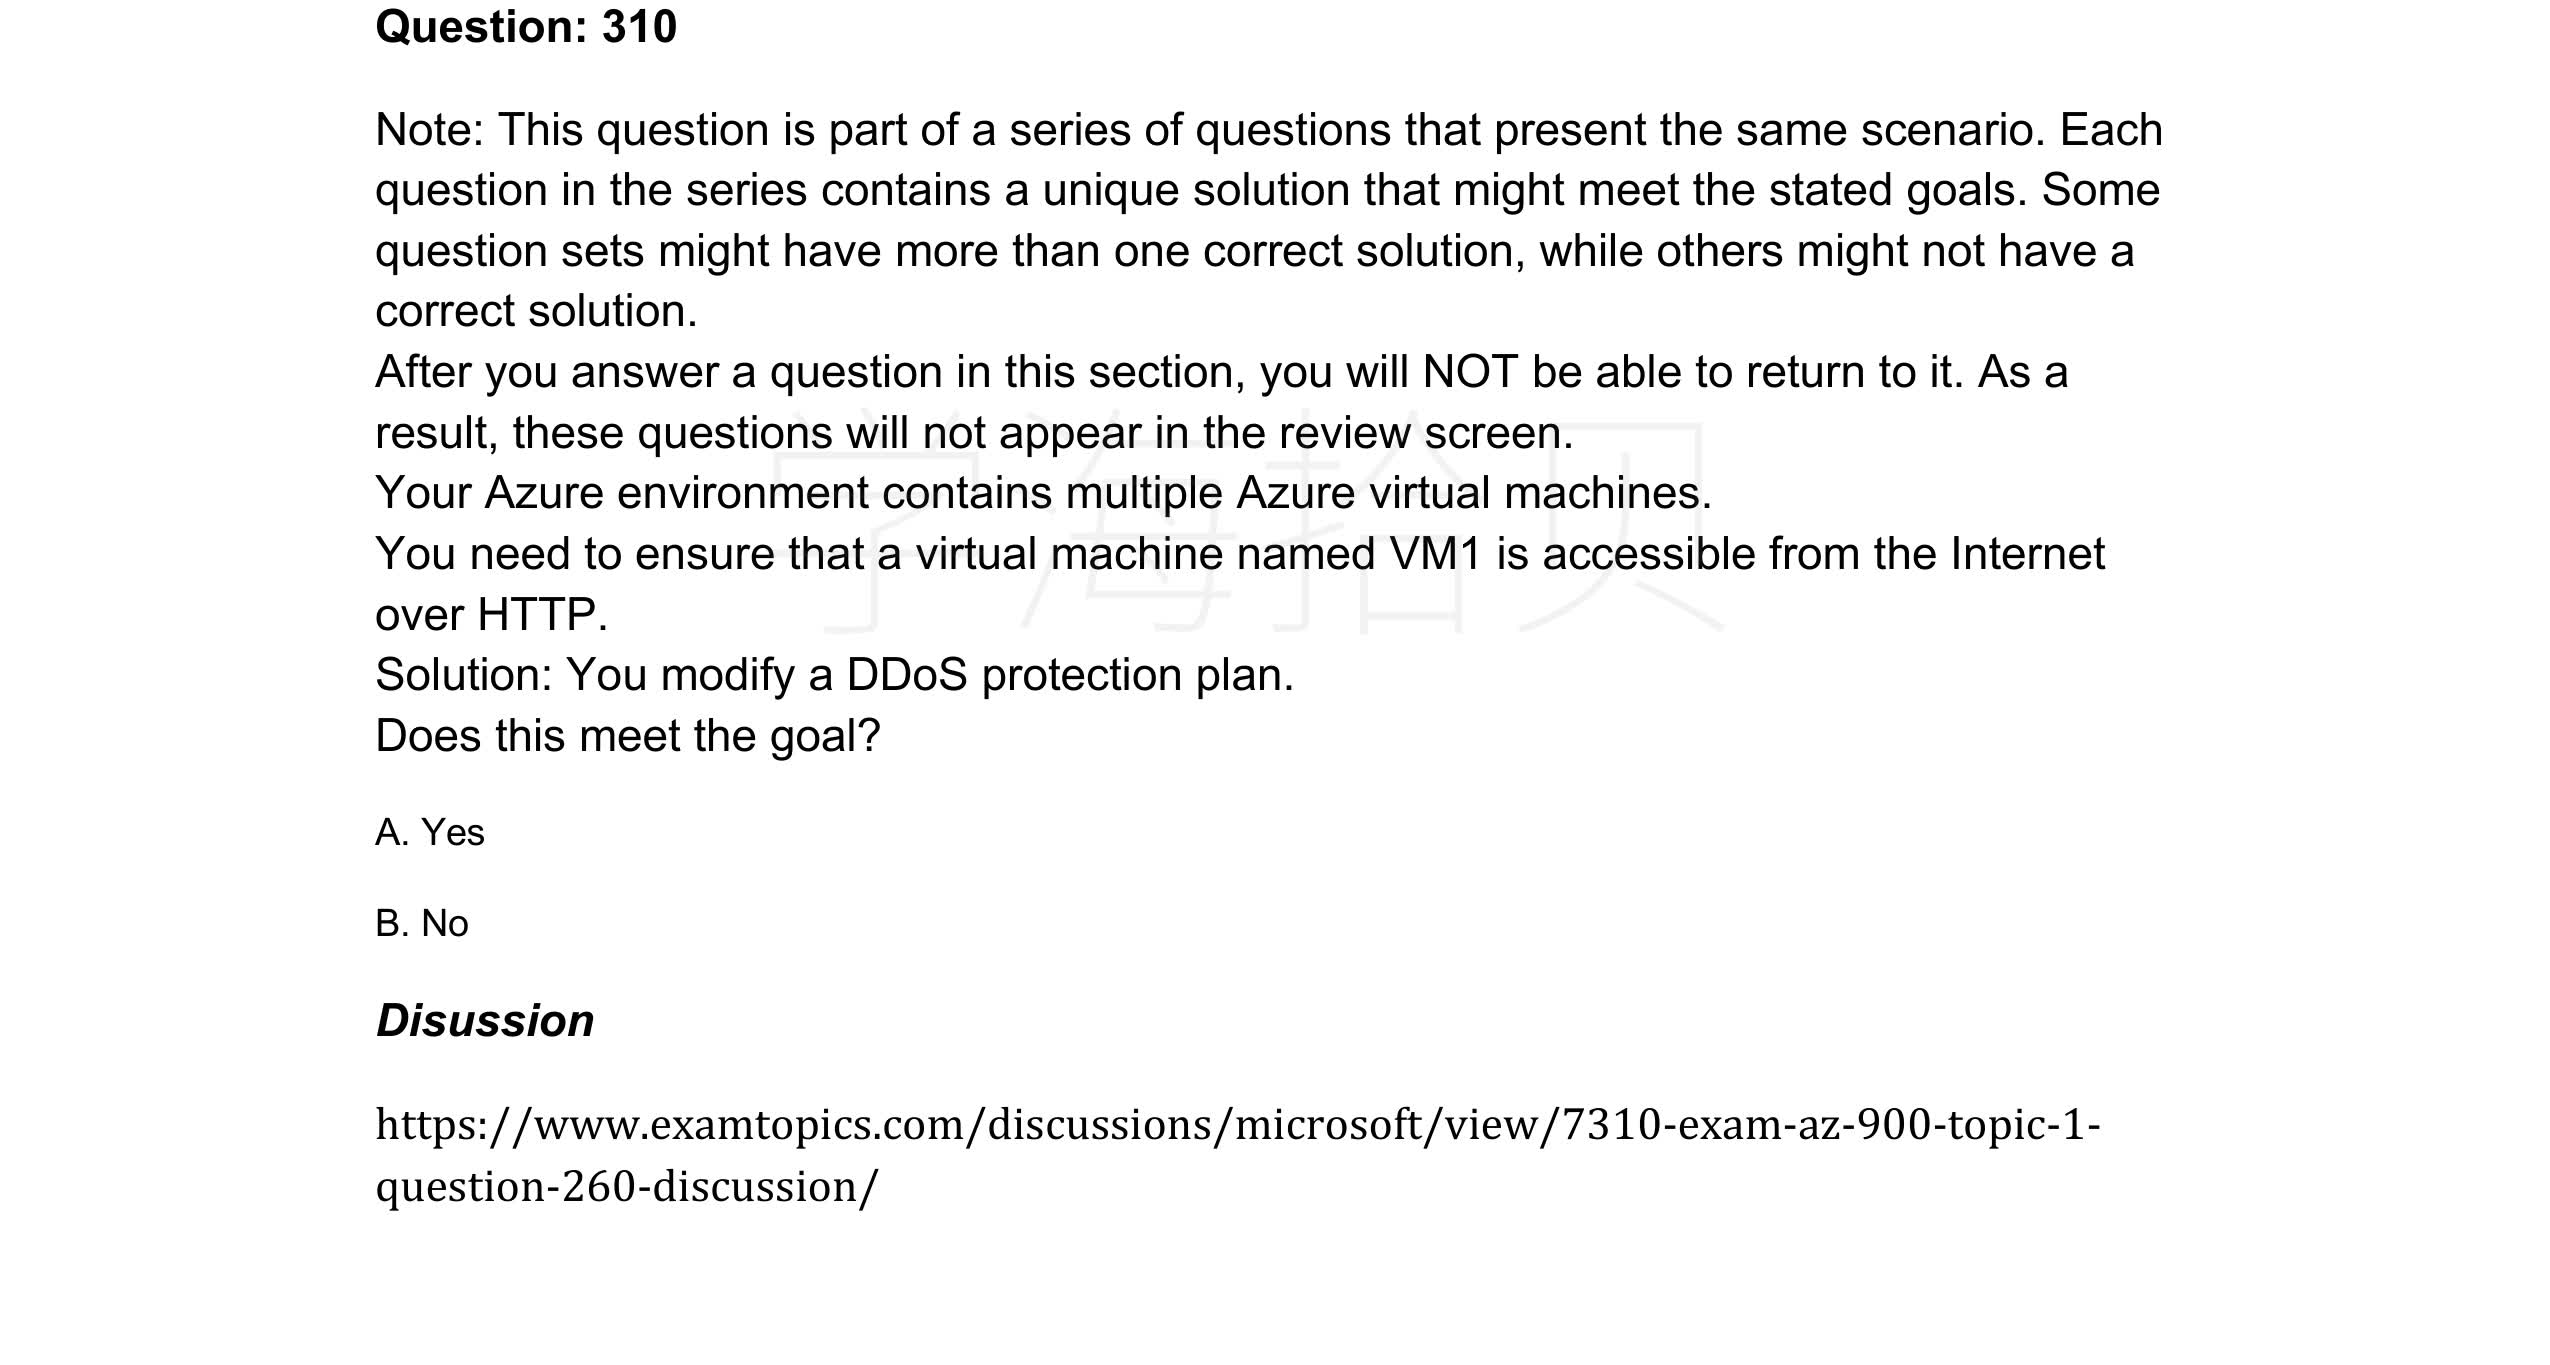 Question: 310
Note: This question is part of a series of questions that present the same scenario. Each
question in the series contains a unique solution that might meet the stated goals. Some
question sets might have more than one correct solution, while others might not have a
correct solution.
After you answer a question in this section, you will NOT be able to return to it. As a
result, these questions will not appear in the review screen.
Your Azure environment contains multiple Azure virtual machines.
You need to ensure that a virtual machine named VM1 is accessible from the Internet
over HTTP.
Solution: You modify a DDoS protection plan.
Does this meet the goal?
A. Yes
B. No
Disussion
https://www.examtopics.com/discussions/microsoft/view/7310-exam-az-900-topic-1-
question-260-discussion/
学海拾贝